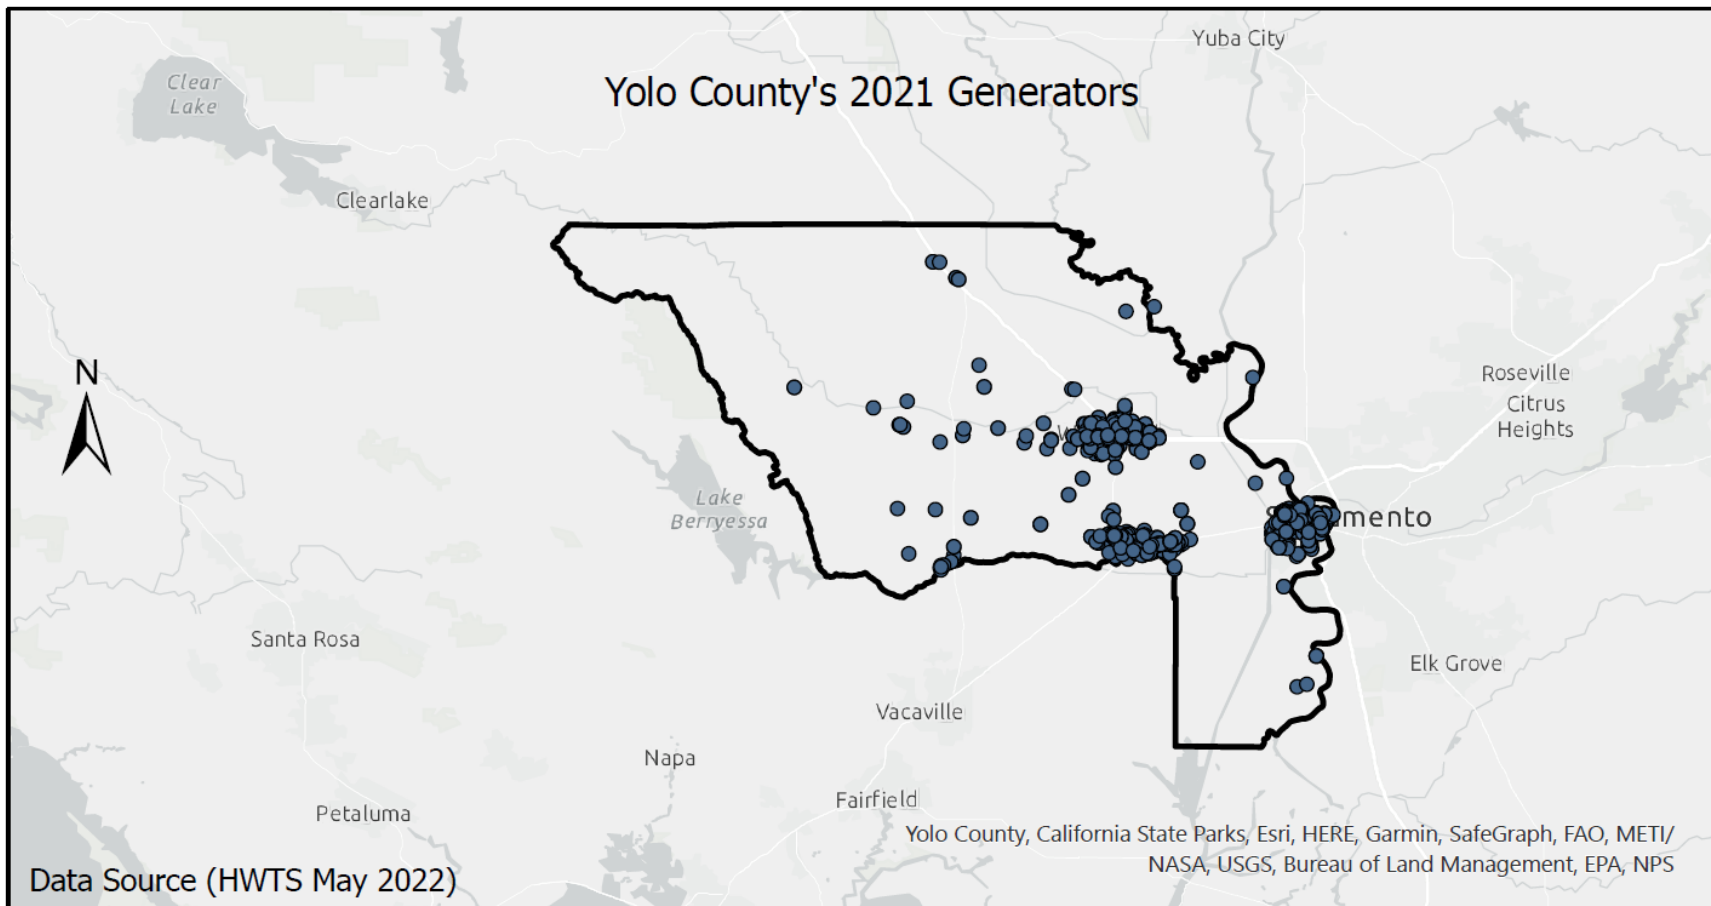 Yuba City
Clear
Lake
Yolo County's 2021 Generators
Clearlake
N
Roseville
Citrus
Heights
W
Lake
Berryessa
S
amento
Santa Rosa
Elk Grove
Vacaville
Napa
Fairfield
Petaluma
Yolo County, California State Parks, Esri, HERE, Garmin, SafeGraph, FAO, METI/
NASA, USGS, Bureau of Land Management, EPA, NPS
Data Source (HWTS May 2022)